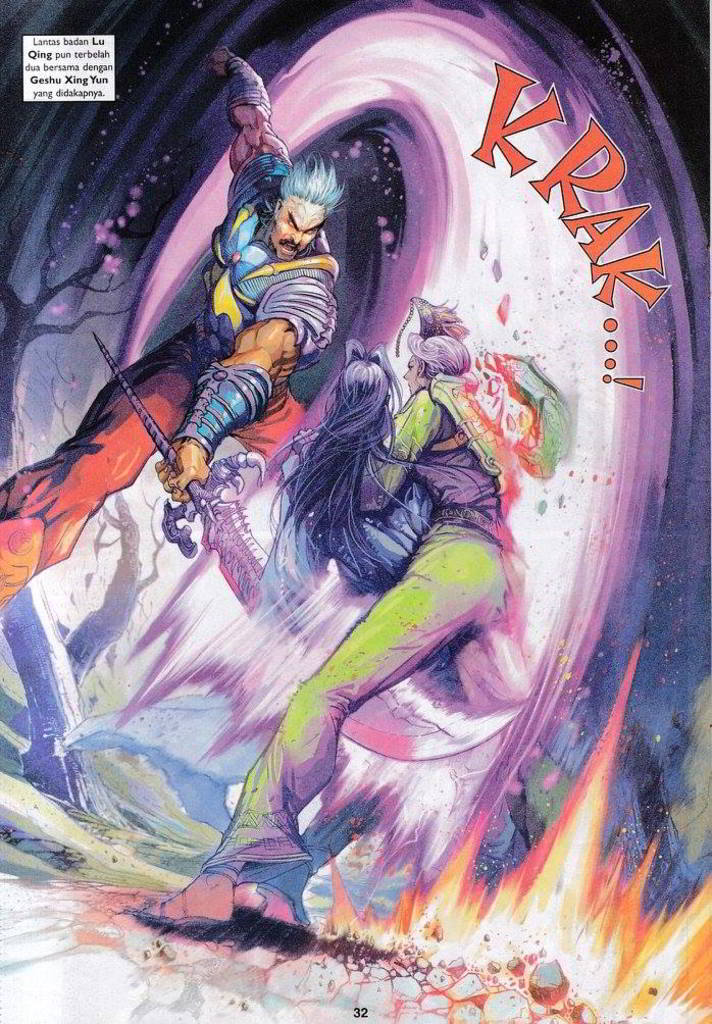 Lantas badan Lu
Qing pun terbelah
dua bersama dengan
Geshu Xing Yun
yang didakapnya.
KRAK...!
32